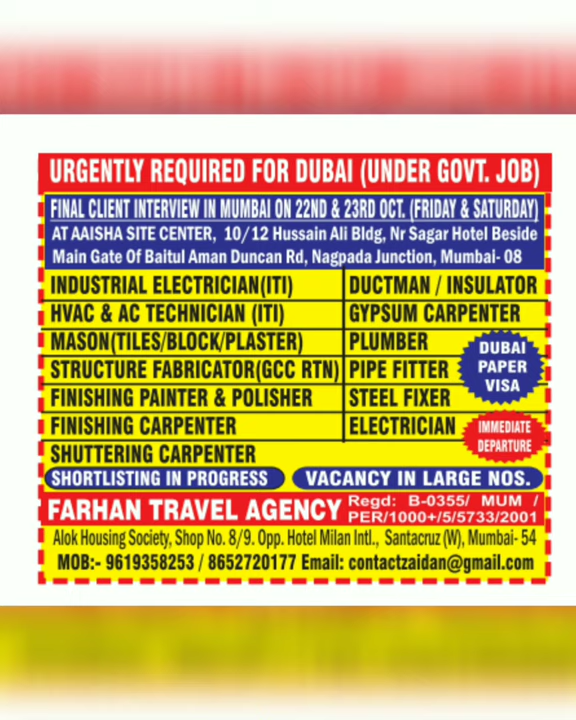 URGENTLY REQUIRED FOR DUBAI (UNDER GOVT. JOB)
FINAL CLIENT INTERVIEW IN MUMBAI ON 22ND & 23RD OCT. (FRIDAY & SATURDAY)
AT AAISHA SITE CENTER, 10/12 Hussain Ali Bldg, Nr Sagar Hotel Beside
Main Gate Of Baitul Aman Duncan Rd, Nagpada Junction, Mumbai- 08
INDUSTRIAL ELECTRICIAN(ITI)
HVAC & AC TECHNICIAN (ITI)
MASON(TILES/BLOCK/PLASTER)
STRUCTURE FABRICATOR(GCC RTN)
FINISHING PAINTER & POLISHER
FINISHING CARPENTER
SHUTTERING CARPENTER
DUCTMAN / INSULATOR
GYPSUM CARPENTER
PLUMBER
PIPE FITTER
STEEL FIXER
ELECTRICIAN
DUBAI
PAPER
VISA
IMMEDIATE
DEPARTURE
SHORTLISTING IN PROGRESS
VACANCY IN LARGE NOS.
FARHAN TRAVEL AGENCY
Regd: B-0355/ MUM /
PER/1000+/5/5733/2001
Alok Housing Society, Shop No. 8/9. Opp. Hotel Milan Intl., Santacruz (W), Mumbai- 54
MOB:- 9619358253 / 8652720177 Email: contactzaidan@gmail.com